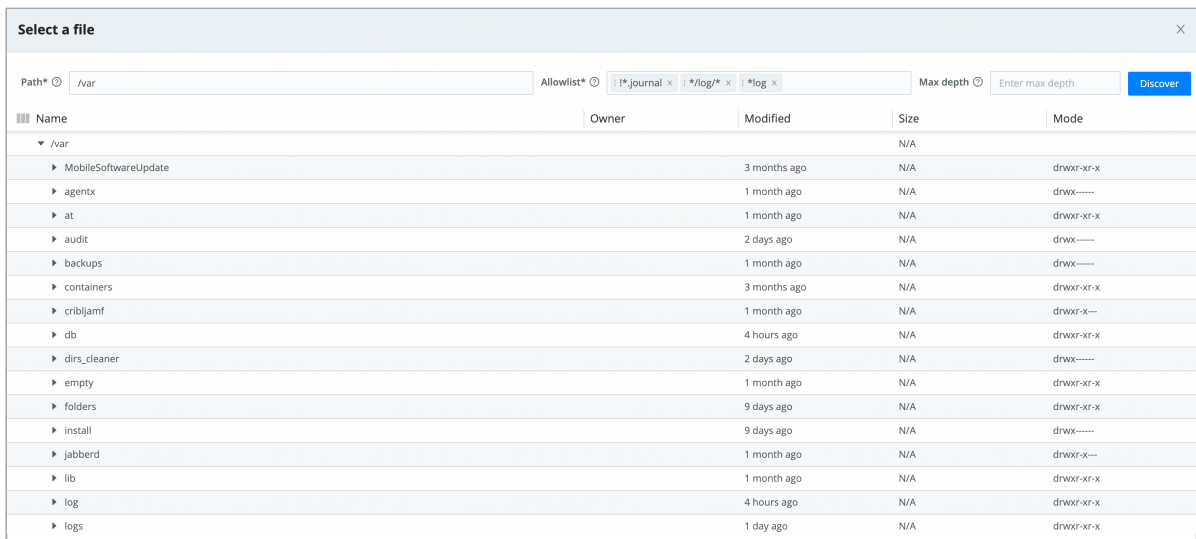 Select a file
Path* /var Allowlist* !*.journal × */log/* × *log × Max depth Enter max depth Discover
Name Owner Modified Size Mode
/var N/A
MobileSoftwareUpdate 3 months ago N/A drwxr-xr-x
agentx 1 month ago N/A drwx------
at 1 month ago N/A drwxr-xr-x
audit 2 days ago N/A drwx------
backups 1 month ago N/A drwx------
containers 3 months ago N/A drwxr-xr-x
cribljamf 1 month ago N/A drwxr-x---
db 4 hours ago N/A drwxr-xr-x
dirs_cleaner 2 days ago N/A drwx------
empty 1 month ago N/A drwxr-xr-x
folders 9 days ago N/A drwxr-xr-x
install 9 days ago N/A drwx------
jabberd 1 month ago N/A drwxr-x---
lib 1 month ago N/A drwxr-xr-x
log 4 hours ago N/A drwxr-xr-x
logs 1 day ago N/A drwxr-xr-x